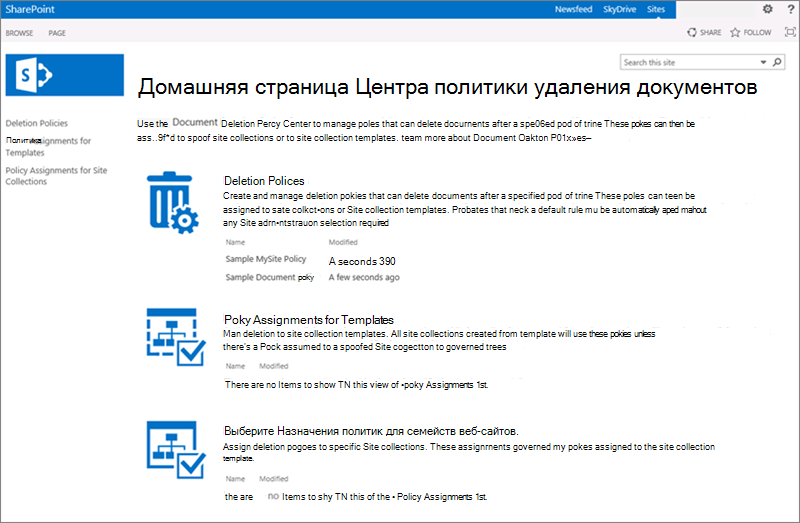 SharePoint
Newsfeed SkyDrive Sites ?
BROWSE PAGE SHARE FOLLOW
Search this site
Домашняя страница Центра политики удаления документов
Deletion Policies
Политика Assignments for
Templates
Policy Assignments for Site
Collections
Use the Document Deletion Percy Center to manage poles that can delete documents after a spe06ed pod of trine These pokes can then be
ass..9f*d to spoof site collections or to site collection templates. team more about Document Oakton P01x»es–
Deletion Polices
Create and manage deletion pokies that can delete documents after a specified pod of trine These poles can teen be
assigned to sate colkct•ons or Site collection templates. Probates that neck a default rule mu be automatically aped mahout
any Site adrn•ntstrauon selection required
Name Modified
Sample MySite Policy A seconds 390
Sample Document poky A few seconds ago
Poky Assignments for Templates
Man deletion to site collection templates. All site collections created from template will use these pokies unless
there's a Pock assumed to a spoofed Site cogetton to governed trees
Name Modified
There are no Items to show TN this view of •poky Assignments 1st.
Выберите Назначения политик для семейств веб-сайтов.
Assign deletion pogoes to specific Site collections. These assignrnents governed my pokes assigned to the site collection
template.
Name Modified
the are no Items to shy TN this of the • Policy Assignments 1st.